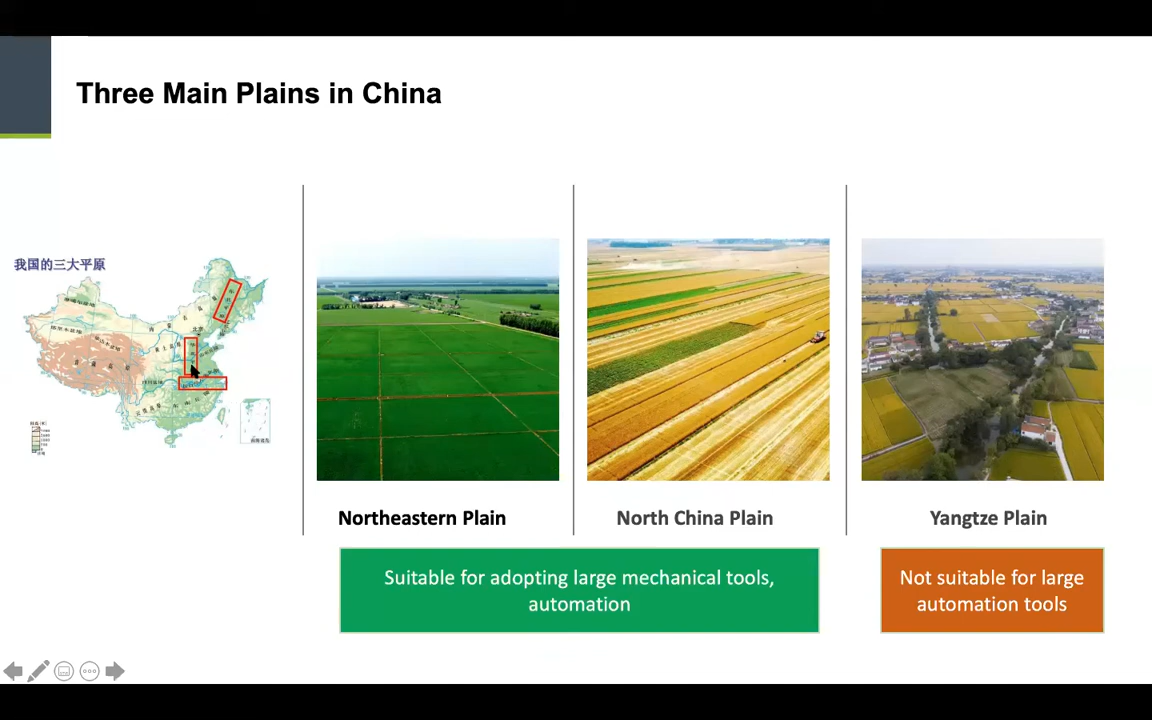 Three Main Plains in China
我国的三大平原
Northeastern Plain
North China Plain
Yangtze Plain
Suitable for adopting large mechanical tools,
automation
Not suitable for large
automation tools